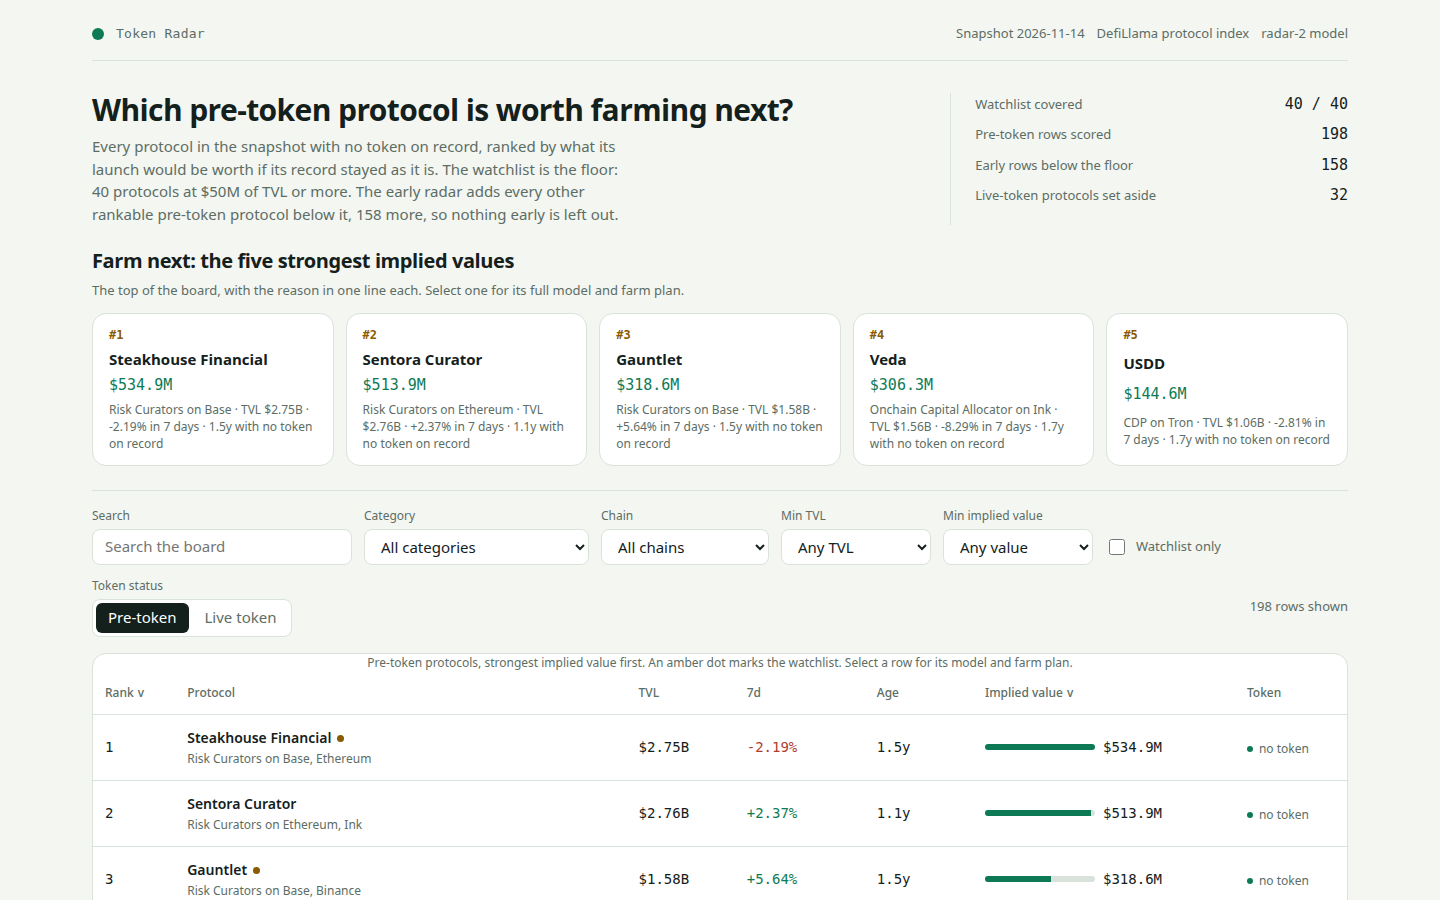 Token Radar
Snapshot 2026-11-14 DefiLlama protocol index radar-2 model
Which pre-token protocol is worth farming next?
Every protocol in the snapshot with no token on record, ranked by what its
launch would be worth if its record stayed as it is. The watchlist is the floor:
40 protocols at $50M of TVL or more. The early radar adds every other
rankable pre-token protocol below it, 158 more, so nothing early is left out.
Watchlist covered 40 / 40
Pre-token rows scored 198
Early rows below the floor 158
Live-token protocols set aside 32
Farm next: the five strongest implied values
The top of the board, with the reason in one line each. Select one for its full model and farm plan.
#1
Steakhouse Financial
$534.9M
Risk Curators on Base · TVL $2.75B ·
-2.19% in 7 days · 1.5y with no token
on record
#2
Sentora Curator
$513.9M
Risk Curators on Ethereum · TVL
$2.76B · +2.37% in 7 days · 1.1y with
no token on record
#3
Gauntlet
$318.6M
Risk Curators on Base · TVL $1.58B ·
+5.64% in 7 days · 1.5y with no token
on record
#4
Veda
$306.3M
Onchain Capital Allocator on Ink ·
TVL $1.56B · -8.29% in 7 days · 1.7y
with no token on record
#5
USDD
$144.6M
CDP on Tron · TVL $1.06B · -2.81% in
7 days · 1.7y with no token on record
Search
Search the board
Category
All categories
Chain
All chains
Min TVL
Any TVL
Min implied value
Any value
Watchlist only
Token status
Pre-token Live token
198 rows shown
Pre-token protocols, strongest implied value first. An amber dot marks the watchlist. Select a row for its model and farm plan.
Rank v Protocol TVL 7d Age Implied value v Token
1 Steakhouse Financial $2.75B -2.19% 1.5y $534.9M no token
Risk Curators on Base, Ethereum
2 Sentora Curator $2.76B +2.37% 1.1y $513.9M no token
Risk Curators on Ethereum, Ink
3 Gauntlet $1.58B +5.64% 1.5y $318.6M no token
Risk Curators on Base, Binance